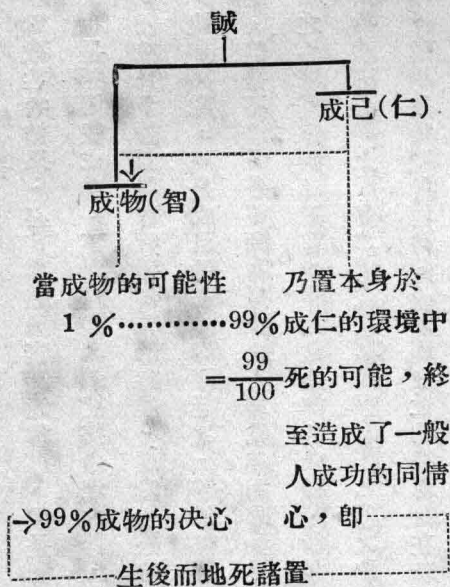 誠
成己(仁)
成物(智)
當成物的可能性 乃置本身於
1 %…………99%成仁的環境中
=99/100死的可能，終
至造成了一般
人成功的同情
→99%成物的决心 心，卽
生後而地死諸置